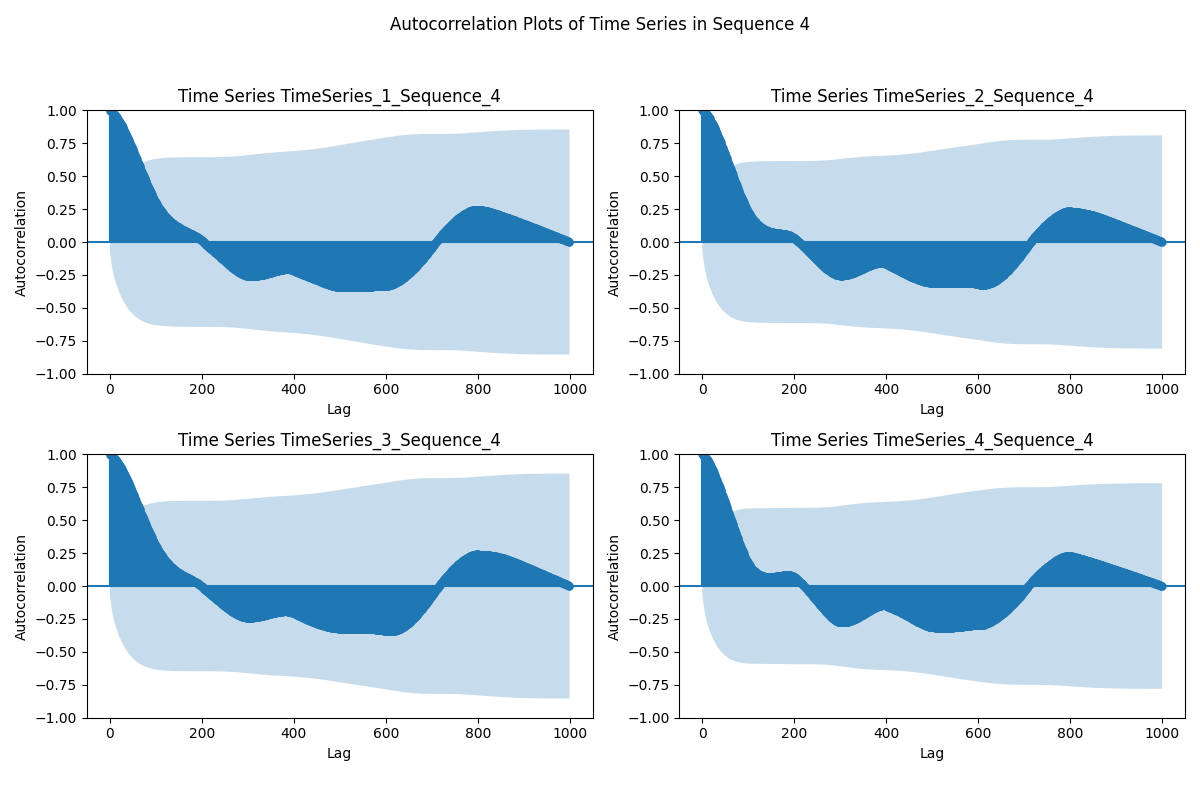 Autocorrelation Plots of Time Series in Sequence 4
Time Series TimeSeries_1_Sequence_4
1.00
0.75
0.50
0.25
0.00
−0.25
−0.50
−0.75
−1.00
Autocorrelation
0 200 400 600 800 1000
Lag
Time Series TimeSeries_2_Sequence_4
1.00
0.75
0.50
0.25
0.00
−0.25
−0.50
−0.75
−1.00
Autocorrelation
0 200 400 600 800 1000
Lag
Time Series TimeSeries_3_Sequence_4
1.00
0.75
0.50
0.25
0.00
−0.25
−0.50
−0.75
−1.00
Autocorrelation
0 200 400 600 800 1000
Lag
Time Series TimeSeries_4_Sequence_4
1.00
0.75
0.50
0.25
0.00
−0.25
−0.50
−0.75
−1.00
Autocorrelation
0 200 400 600 800 1000
Lag